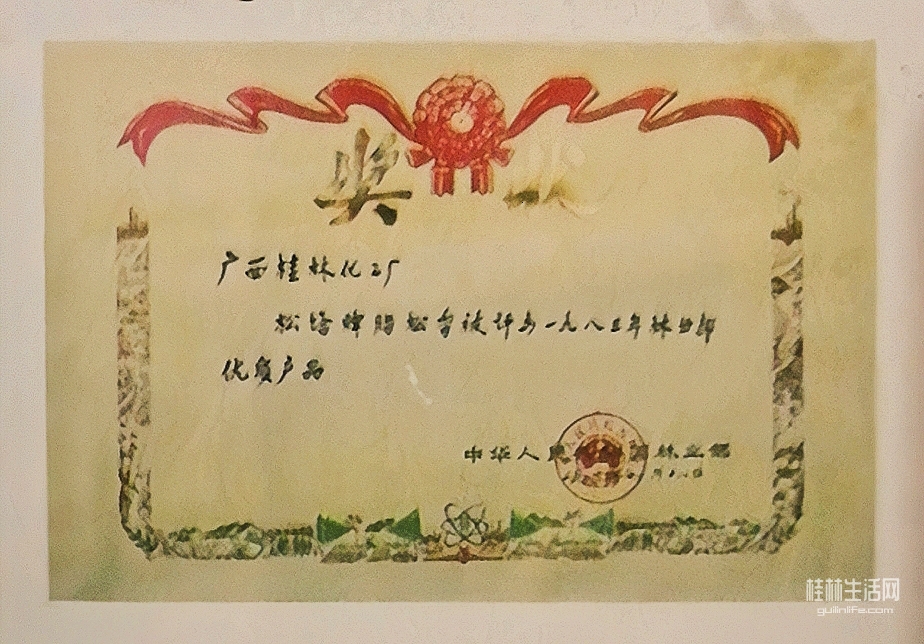 奖状
广西桂林化工厂
松塔牌脂松香被评为一九八三年林业部
优质产品
中华人民共和国林业部
桂林生活网
guilinlife.com